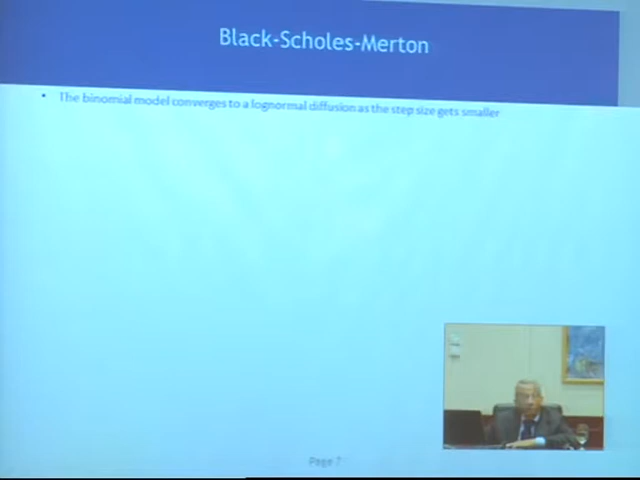 Black-Scholes-Merton
• The binomial model converges to a lognormal diffusion as the step size gets smaller
Page 7